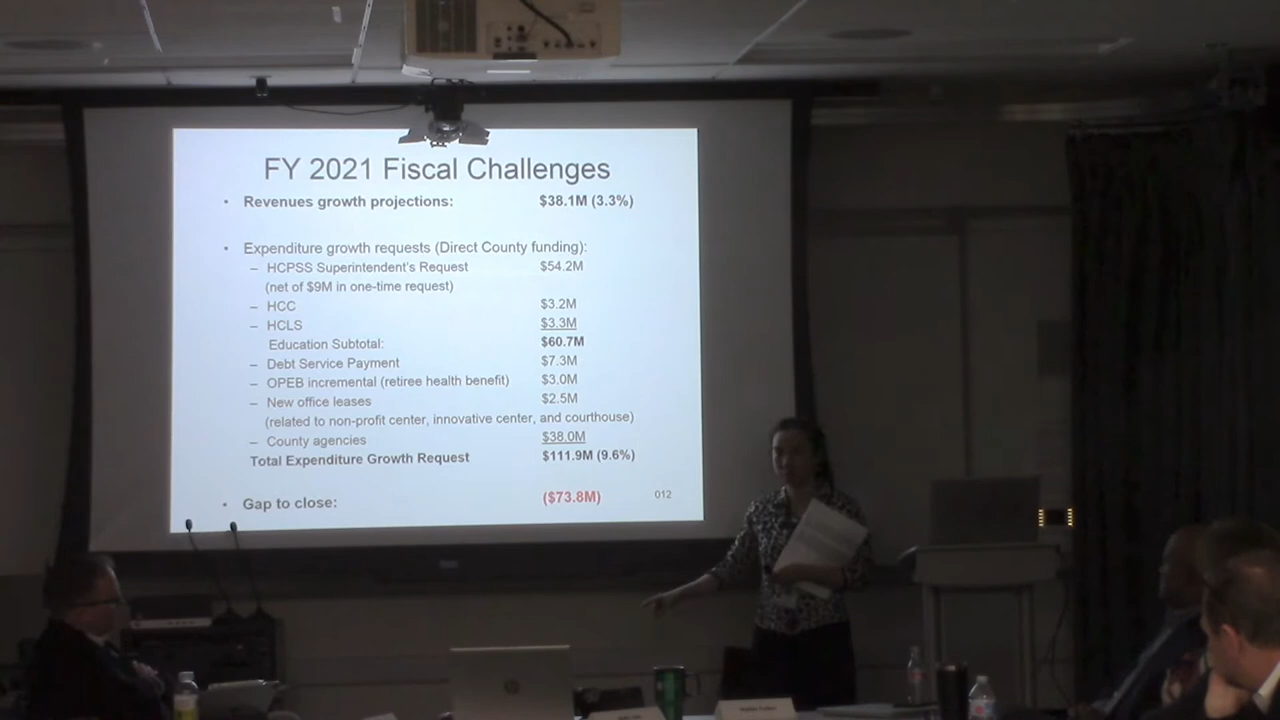 FY 2021 Fiscal Challenges
• Revenues growth projections: $38.1M (3.3%)
• Expenditure growth requests (Direct County funding):
– HCPSS Superintendent's Request $54.2M
(net of $9M in one-time request)
– HCC $3.2M
– HCLS $3.3M
Education Subtotal: $60.7M
– Debt Service Payment $7.3M
– OPEB incremental (retiree health benefit) $3.0M
– New office leases $2.5M
(related to non-profit center, innovative center, and courthouse)
– County agencies $38.0M
Total Expenditure Growth Request $111.9M (9.6%)
• Gap to close: ($73.8M)
012